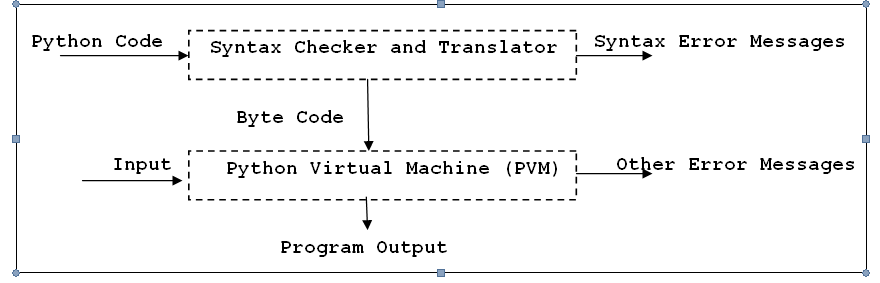 Python Code
Syntax Checker and Translator
Syntax Error Messages
Byte Code
Input
Python Virtual Machine (PVM)
Other Error Messages
Program Output